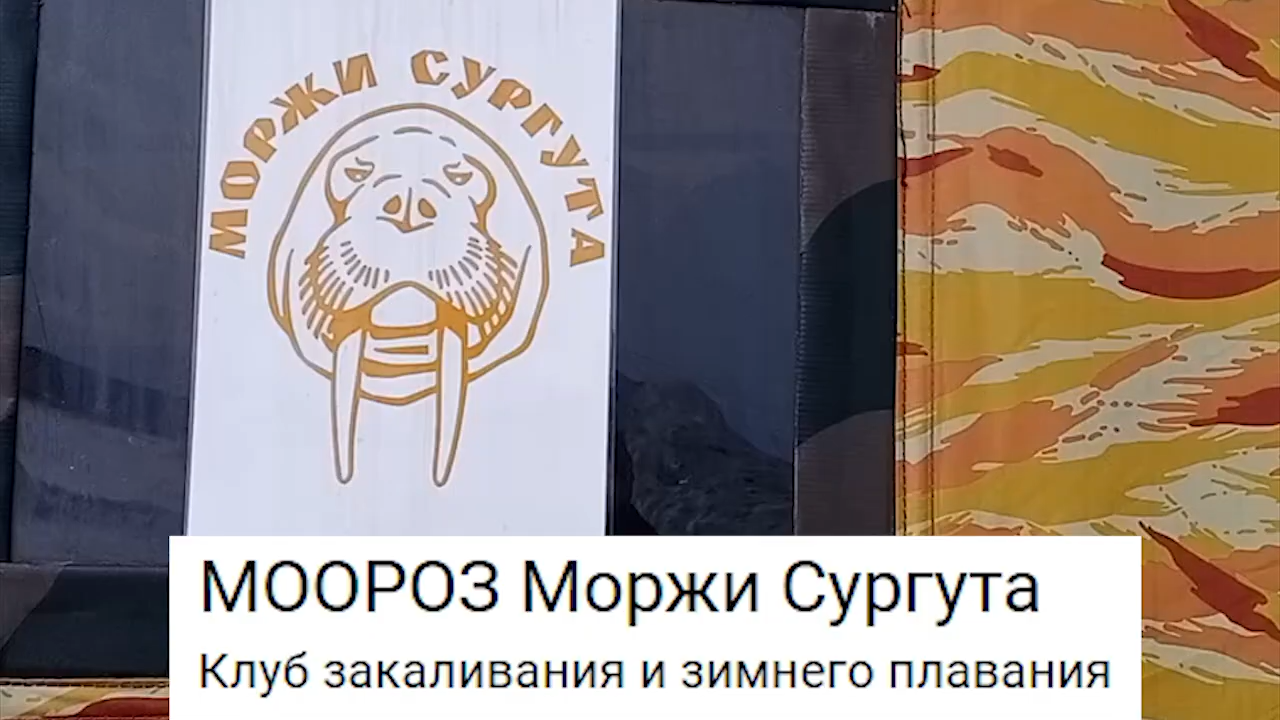 МОРЖИ СУРГУТА
МООРОЗ Моржи Сургута
Клуб закаливания и зимнего плавания